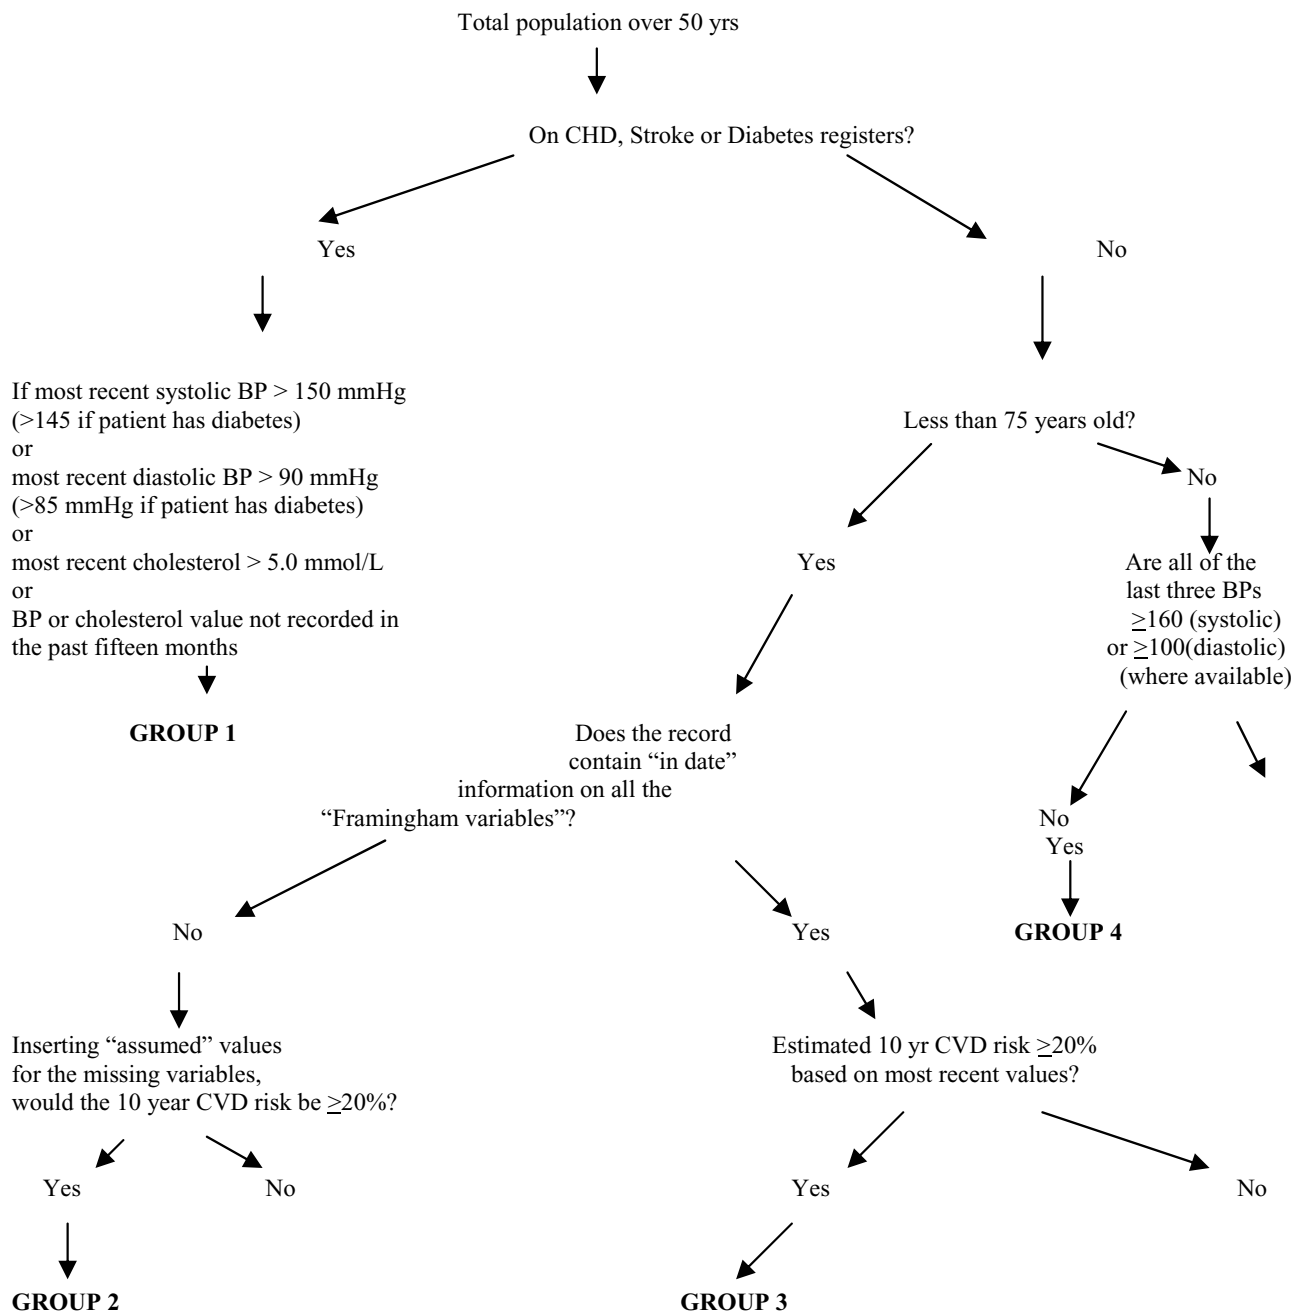 Total population over 50 yrs
On CHD, Stroke or Diabetes registers?
Yes
No
If most recent systolic BP > 150 mmHg
(>145 if patient has diabetes)
or
most recent diastolic BP > 90 mmHg
(>85 mmHg if patient has diabetes)
or
most recent cholesterol > 5.0 mmol/L
or
BP or cholesterol value not recorded in
the past fifteen months
GROUP 1
Less than 75 years old?
Yes
No
Are all of the
last three BPs
≥160 (systolic)
or ≥100(diastolic)
(where available)
No
Yes
GROUP 4
Does the record
contain “in date”
information on all the
“Framingham variables”?
No
Yes
Inserting “assumed” values
for the missing variables,
would the 10 year CVD risk be ≥20%?
Yes
No
GROUP 2
Estimated 10 yr CVD risk ≥20%
based on most recent values?
Yes
No
GROUP 3